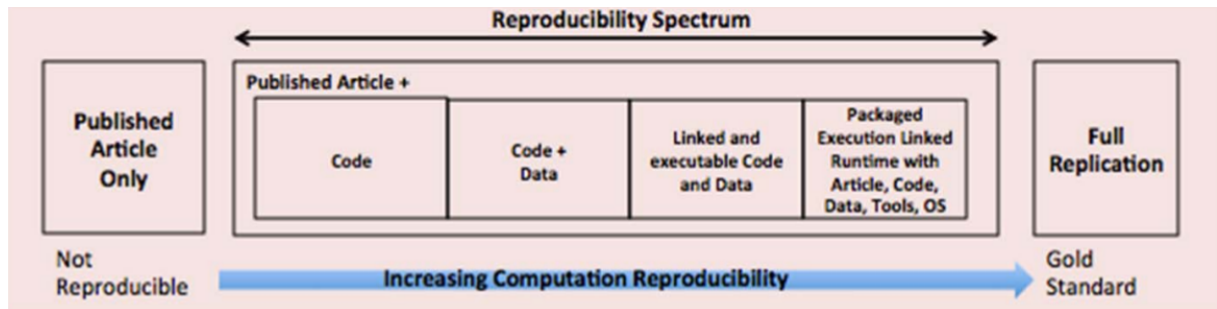 Reproducibility Spectrum
Published
Article
Only
Published Article +
Code
Code +
Data
Linked and
executable Code
and Data
Packaged
Execution Linked
Runtime with
Article, Code,
Data, Tools, OS
Full
Replication
Not
Reproducible
Increasing Computation Reproducibility
Gold
Standard